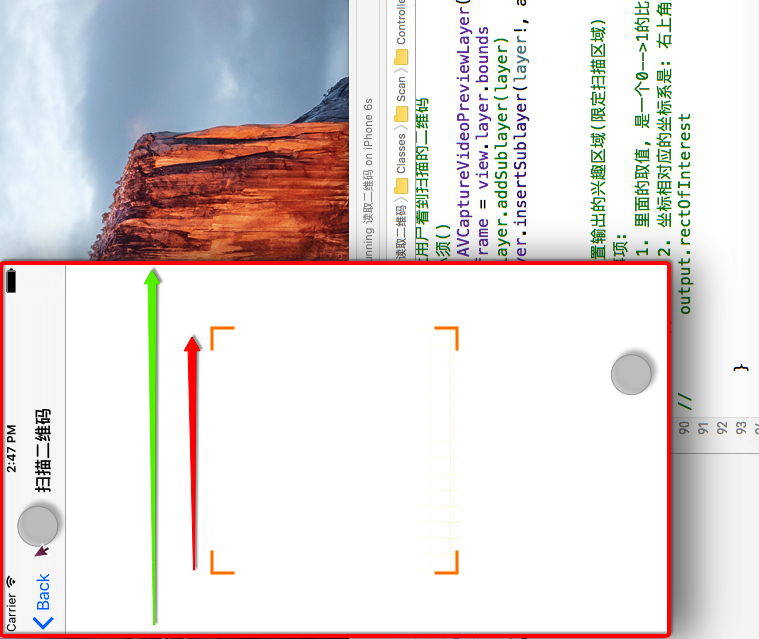 Carrier 2:47 PM
Back 扫描二维码
unning 读取二维码 on iPhone 6s
读取二维码 〉 Classes 〉 Scan 〉 Controlle
用户看到扫描的二维码
须()
AVCaptureVideoPreviewLayer(
frame = view.layer.bounds
layer.addSublayer(layer)
yer.insertSublayer(layer!, a
置输出的兴趣区域(限定扫描区域)
事项:
1. 里面的取值, 是一个0-->1的比
2. 坐标相对应的坐标系是: 右上角
90 // output.rectOfInterest
91
92
93 }